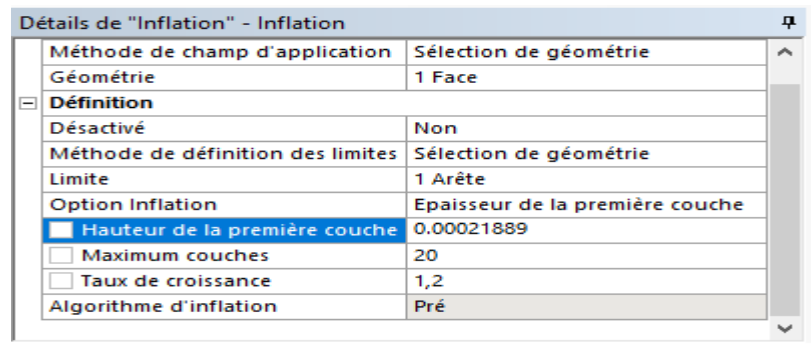 Détails de "Inflation" - Inflation
Méthode de champ d'application Sélection de géométrie
Géométrie 1 Face
Définition
Désactivé Non
Méthode de définition des limites Sélection de géométrie
Limite 1 Arête
Option Inflation Epaisseur de la première couche
Hauteur de la première couche 0.00021889
Maximum couches 20
Taux de croissance 1,2
Algorithme d'inflation Pré